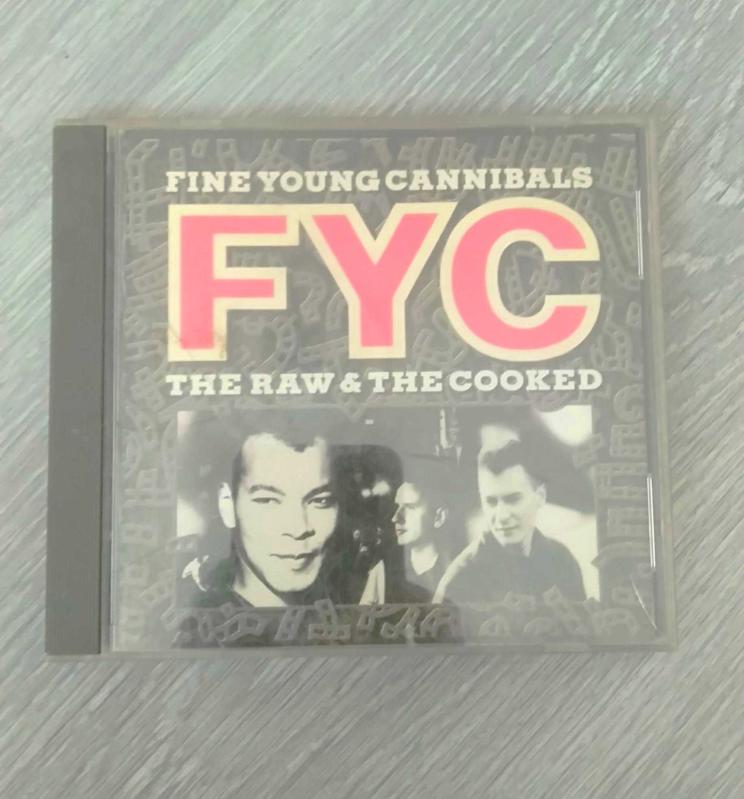 FINE YOUNG CANNIBALS
FYC
THE RAW & THE COOKED